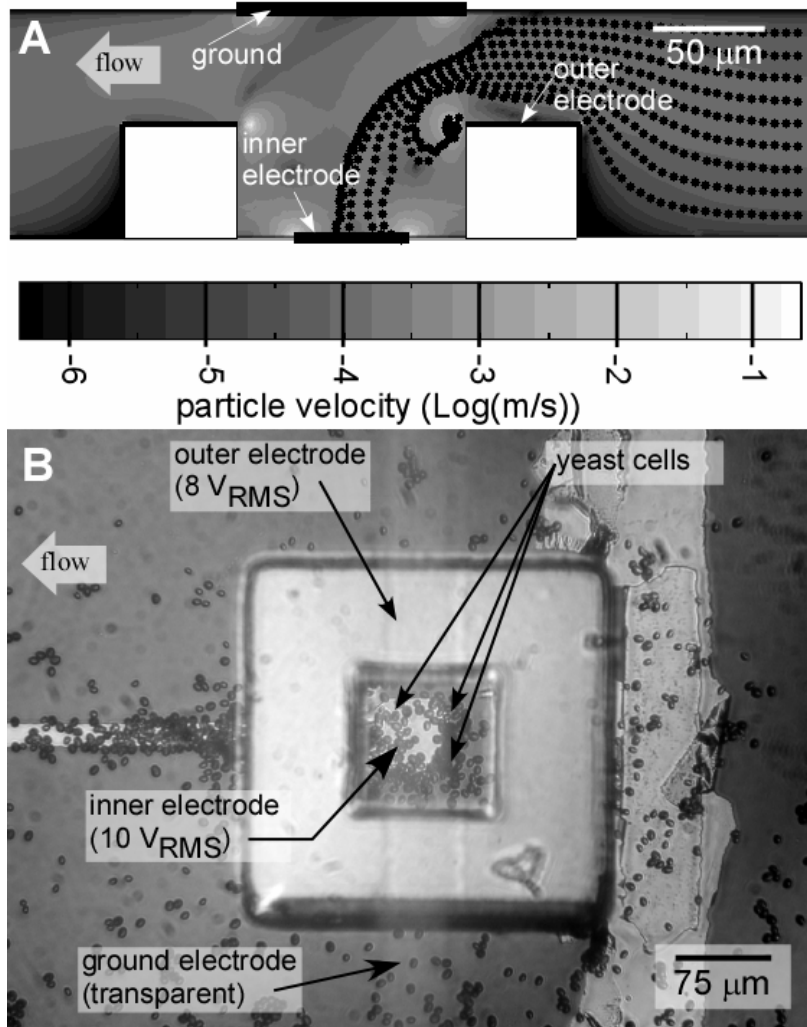 A
ground
flow
50 μm
outer
electrode
inner
electrode
-6
-5
-4
-3
-2
-1
particle velocity (Log(m/s))
B
outer electrode
(8 VRMS)
yeast cells
flow
inner electrode
(10 VRMS)
ground electrode
(transparent)
75 μm